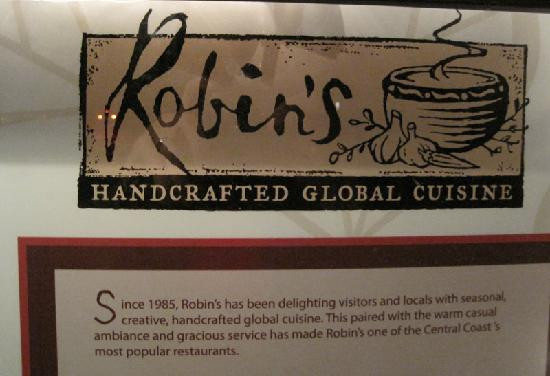 Robin's
HANDCRAFTED GLOBAL CUISINE
Since 1985, Robin's has been delighting visitors and locals with seasonal,
creative, handcrafted global cuisine. This paired with the warm casual
ambiance and gracious service has made Robin's one of the Central Coast's
most popular restaurants.